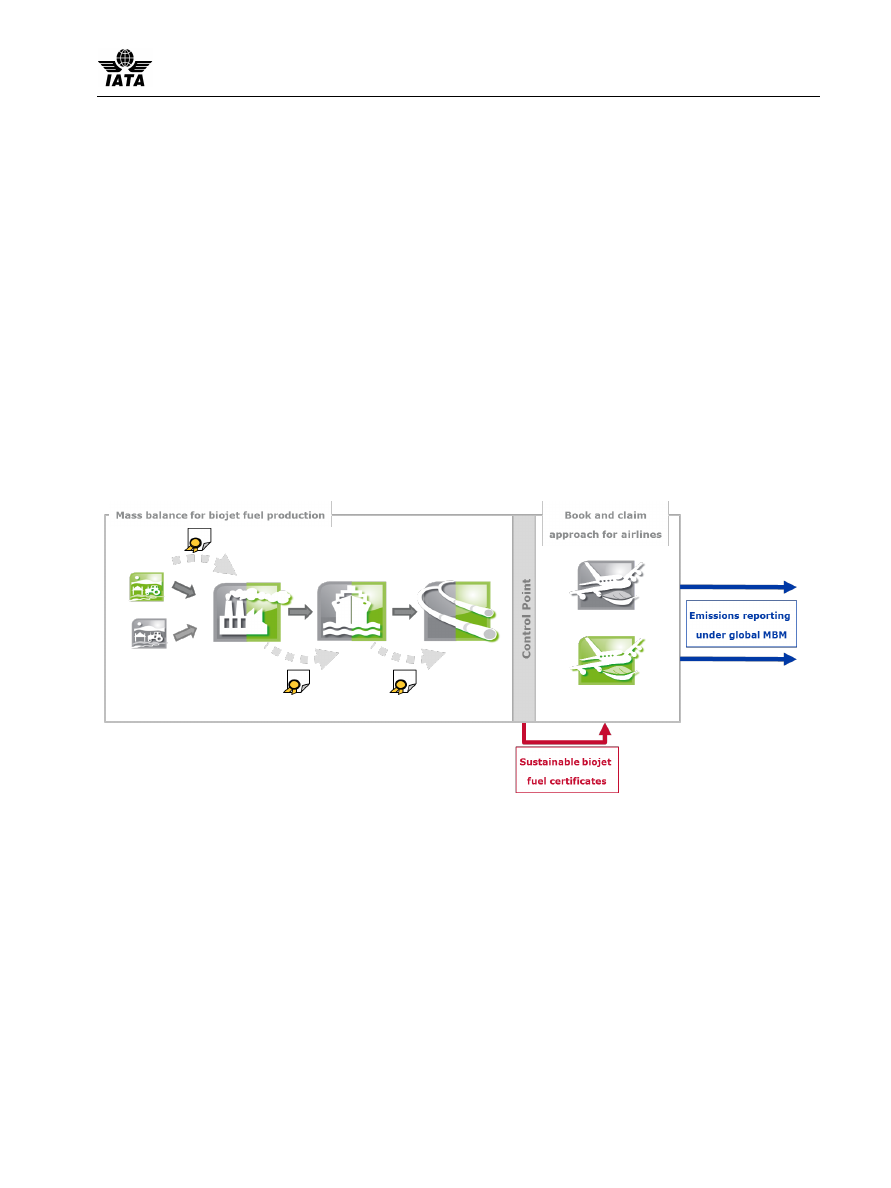 IATA
Mass balance for biojet fuel production
Book and claim
approach for airlines
Control Point
Emissions reporting
under global MBM
Sustainable biojet
fuel certificates